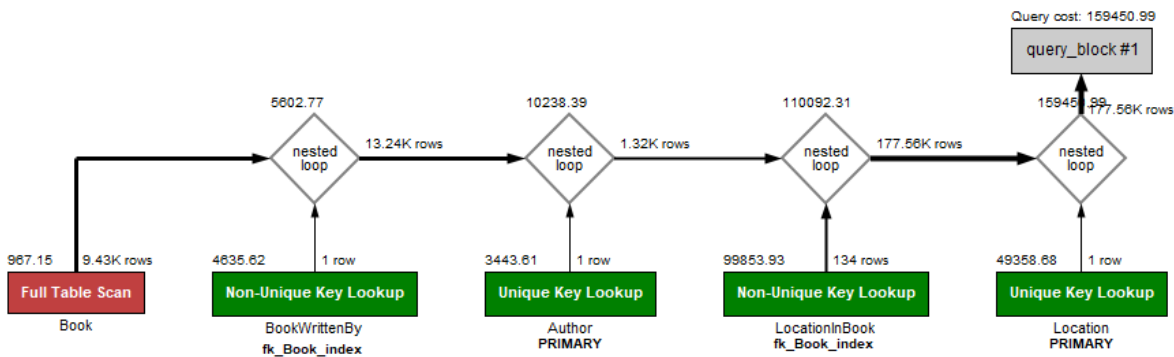 Query cost: 159450.99
query_block #1
5602.77
10238.39
110092.31
159450.99
177.56K rows
nested
loop
13.24K rows
nested
loop
1.32K rows
nested
loop
177.56K rows
nested
loop
967.15
9.43K rows
4635.62
1 row
3443.61
1 row
99853.93
134 rows
49358.68
1 row
Full Table Scan
Non-Unique Key Lookup
Unique Key Lookup
Non-Unique Key Lookup
Unique Key Lookup
Book
BookWrittenBy
fk_Book_index
Author
PRIMARY
LocationInBook
fk_Book_index
Location
PRIMARY